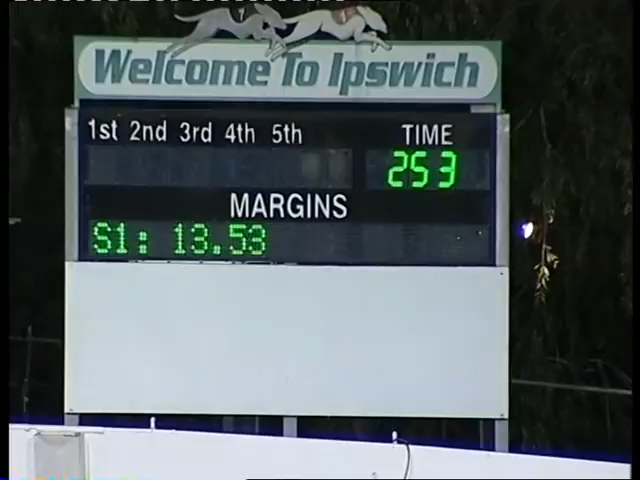 Welcome To Ipswich
1st 2nd 3rd 4th 5th TIME
253
MARGINS
S1: 13.53